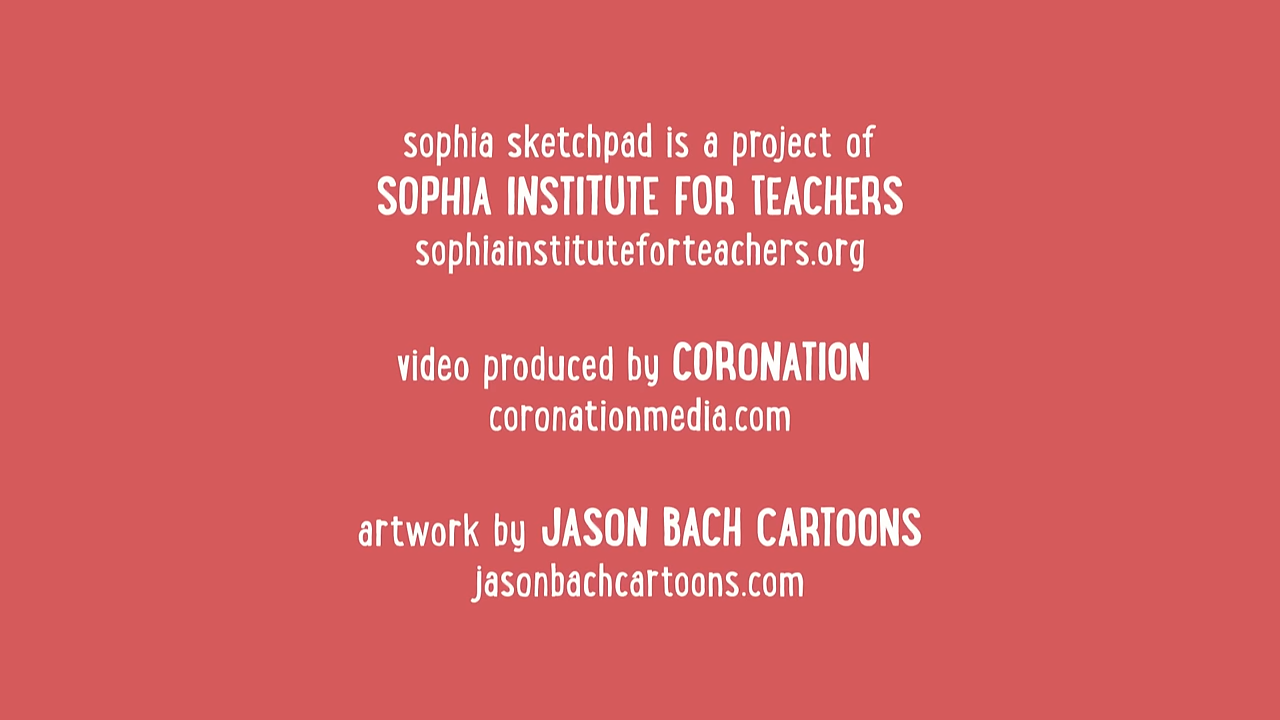 sophia sketchpad is a project of
SOPHIA INSTITUTE FOR TEACHERS
sophiainstituteforteachers.org
video produced by CORONATION
coronationmedia.com
artwork by JASON BACH CARTOONS
jasonbachcartoons.com